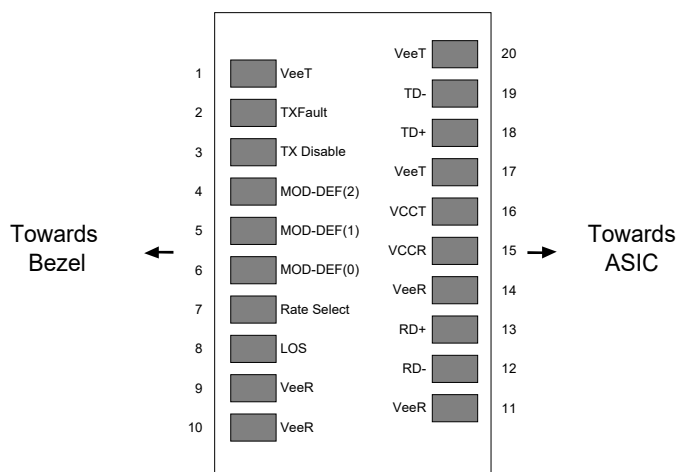 1 VeeT
2 TXFault
3 TX Disable
4 MOD-DEF(2)
5 MOD-DEF(1)
6 MOD-DEF(0)
7 Rate Select
8 LOS
9 VeeR
10 VeeR
VeeT 20
TD- 19
TD+ 18
VeeT 17
VCCT 16
VCCR 15
VeeR 14
RD+ 13
RD- 12
VeeR 11
Towards
Bezel
Towards
ASIC